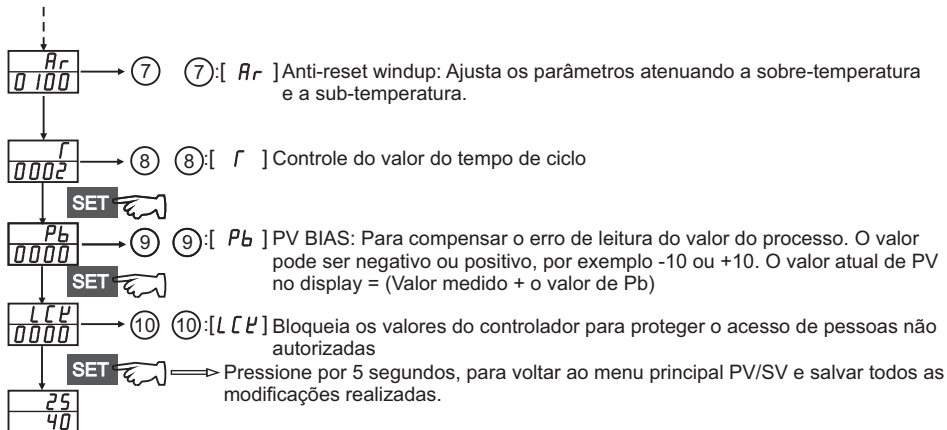 Ar
0100
7 7:[ Ar ] Anti-reset windup: Ajusta os parâmetros atenuando a sobre-temperatura
e a sub-temperatura.
Γ
0002
8 8:[ Γ ] Controle do valor do tempo de ciclo
SET
Pb
0000
9 9:[ Pb ] PV BIAS: Para compensar o erro de leitura do valor do processo. O valor
pode ser negativo ou positivo, por exemplo -10 ou +10. O valor atual de PV
no display = (Valor medido + o valor de Pb)
SET
LCK
0000
10 10:[LCK] Bloqueia os valores do controlador para proteger o acesso de pessoas não
autorizadas
SET Pressione por 5 segundos, para voltar ao menu principal PV/SV e salvar todos as
modificações realizadas.
25
40